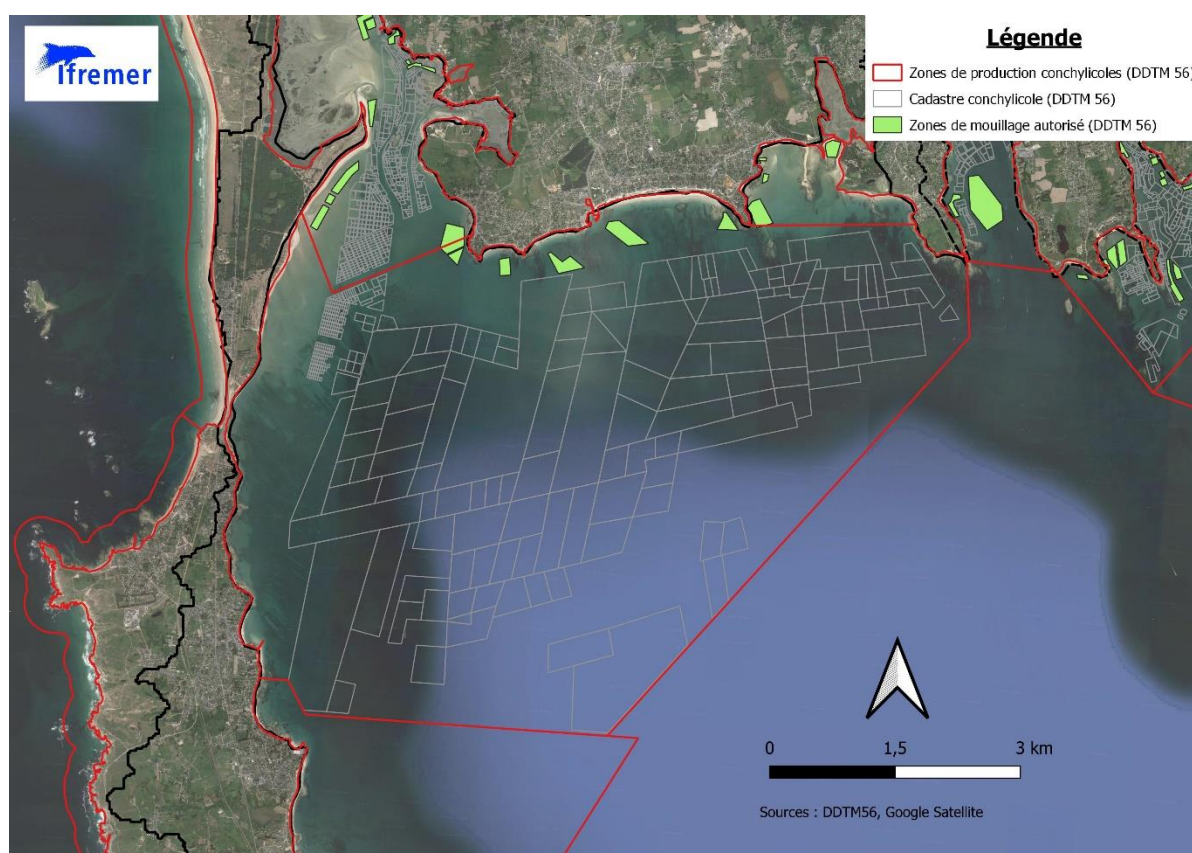 Ifremer
Légende
Zones de production conchylicoles (DDTM 56)
Cadastre conchylicole (DDTM 56)
Zones de mouillage autorisé (DDTM 56)
0 1,5 3 km
Sources : DDTM56, Google Satellite